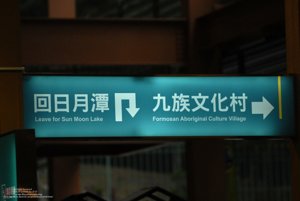 回日月潭 九族文化村
Leave for Sun Moon Lake Formosan Aboriginal Culture Village